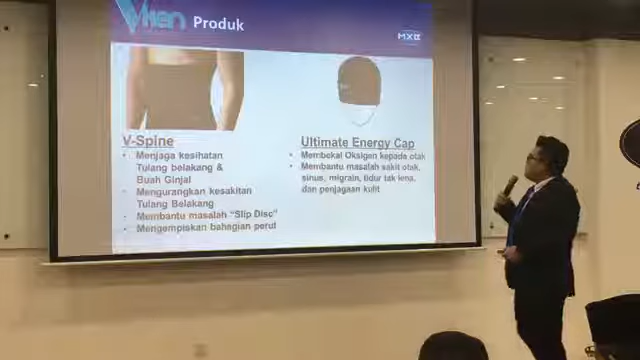 Vien Produk
MXB
V-Spine
• Menjaga kesihatan
Tulang belakang &
Buah Ginjal
• Mengurangkan kesakitan
Tulang Belakang
• Membantu masalah "Slip Disc"
• Mengempiskan bahagian perut
Ultimate Energy Cap
• Membekal Oksigen kepada otak
• Membantu masalah sakit otak,
sinus, migrain, tidur tak lena,
dan penjagaan kulit